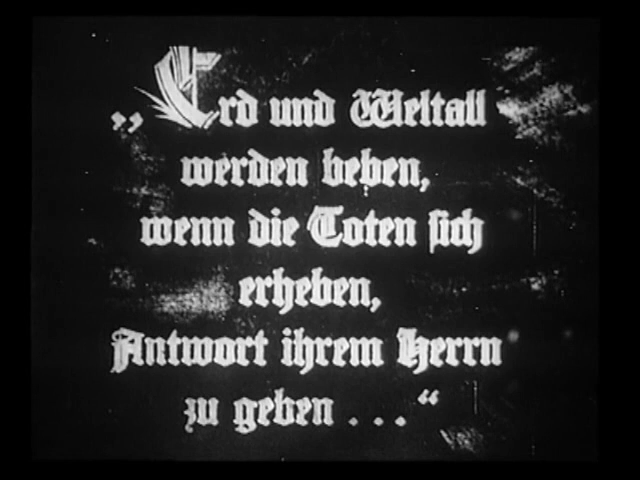 „Erd und Weltall
werden beben,
wenn die Toten sich
erheben,
Antwort ihrem Herrn
zu geben . . .“